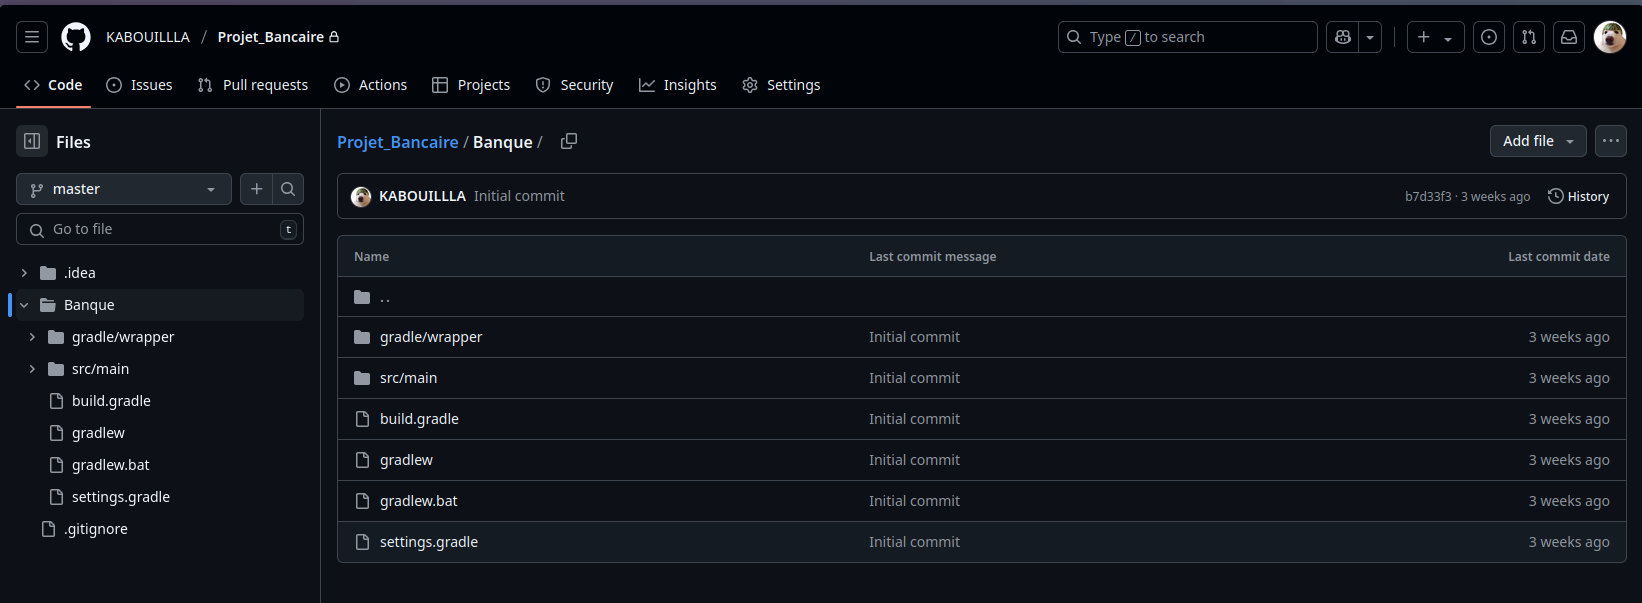 KABOUILLLA / Projet_Bancaire Type / to search
Code Issues Pull requests Actions Projects Security Insights Settings
Files
master
Go to file t
.idea
Banque
gradle/wrapper
src/main
build.gradle
gradlew
gradlew.bat
settings.gradle
.gitignore
Projet_Bancaire / Banque / Add file
KABOUILLLA Initial commit b7d33f3 · 3 weeks ago History
Name Last commit message Last commit date
..
gradle/wrapper Initial commit 3 weeks ago
src/main Initial commit 3 weeks ago
build.gradle Initial commit 3 weeks ago
gradlew Initial commit 3 weeks ago
gradlew.bat Initial commit 3 weeks ago
settings.gradle Initial commit 3 weeks ago